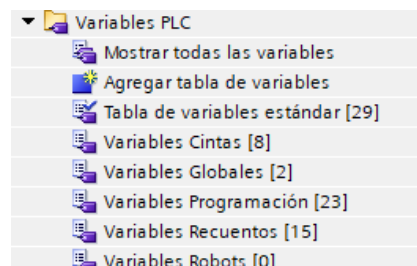 Variables PLC
Mostrar todas las variables
Agregar tabla de variables
Tabla de variables estándar [29]
Variables Cintas [8]
Variables Globales [2]
Variables Programación [23]
Variables Recuentos [15]
Variables Robots [0]